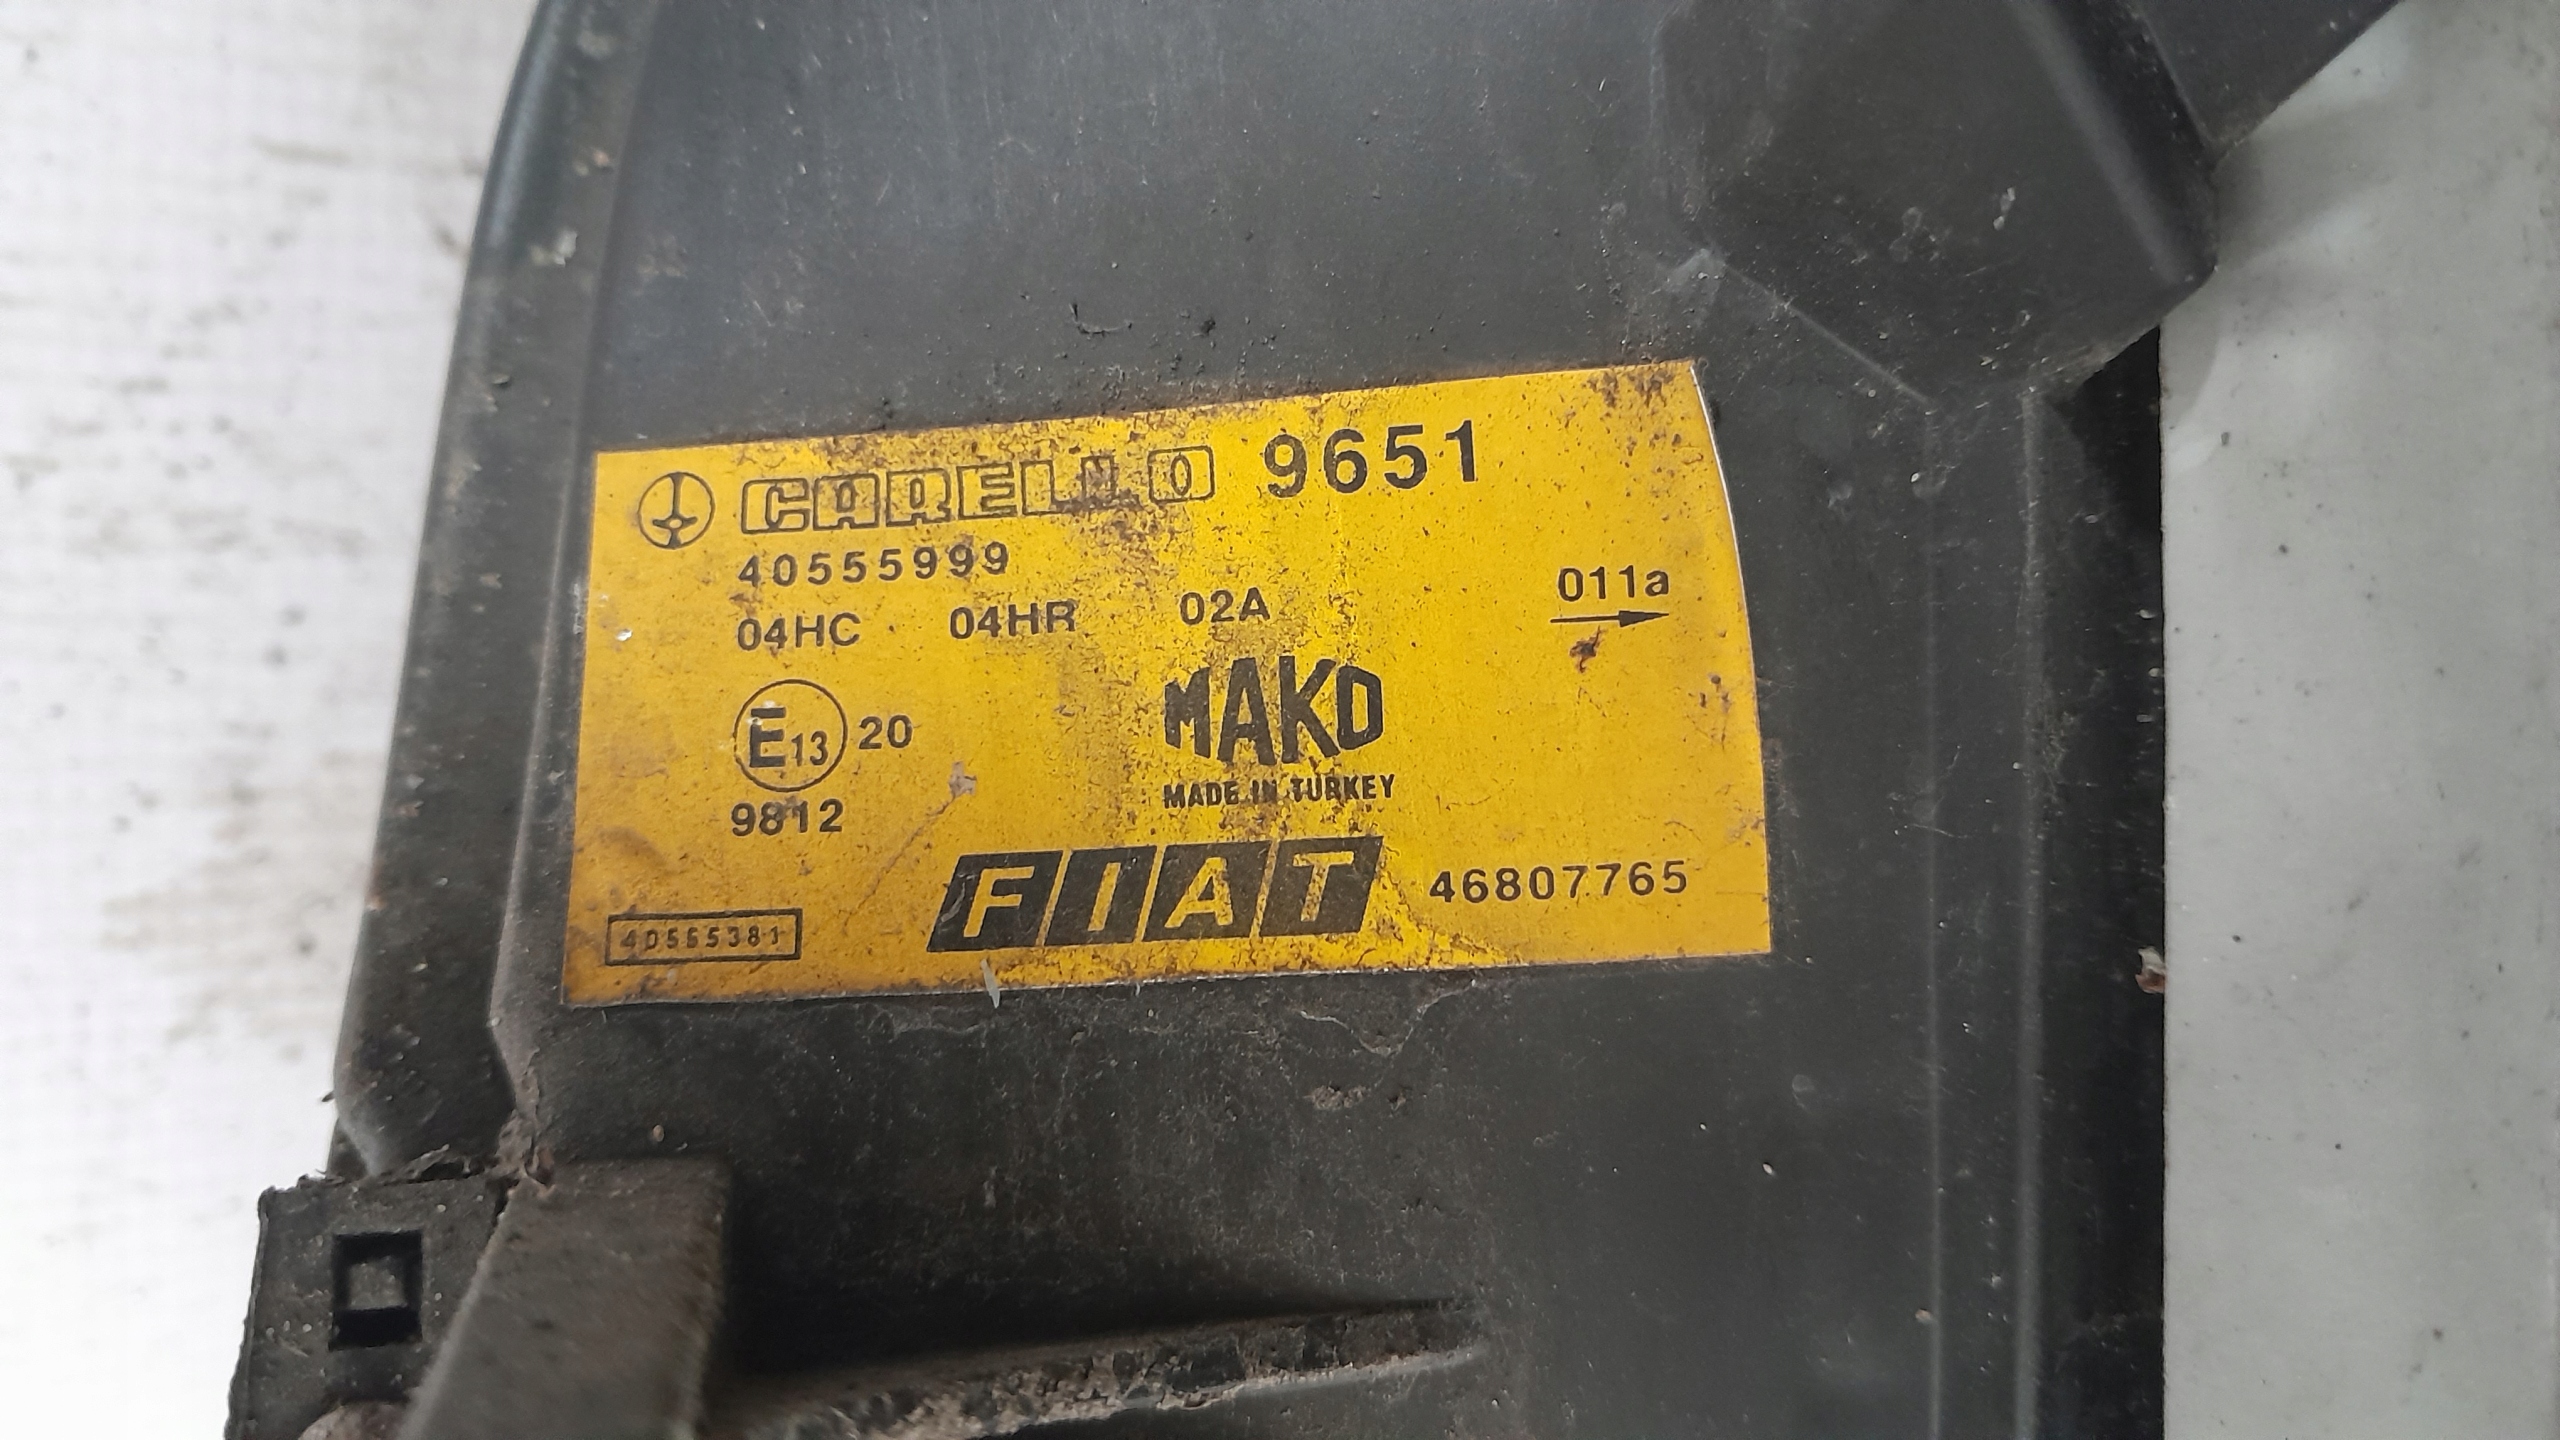 CARELLO 9651
40555999
04HC 04HR 02A 011a
E13 20
9812
MAKO
MADE IN TURKEY
FIAT 46807765
40555381